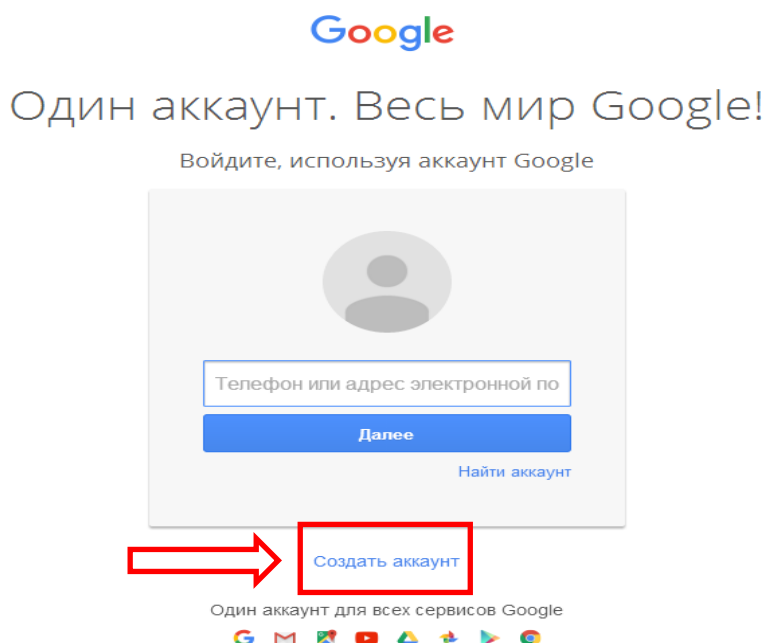 Google
Один аккаунт. Весь мир Google!
Войдите, используя аккаунт Google
Телефон или адрес электронной по
Далее
Найти аккаунт
Создать аккаунт
Один аккаунт для всех сервисов Google